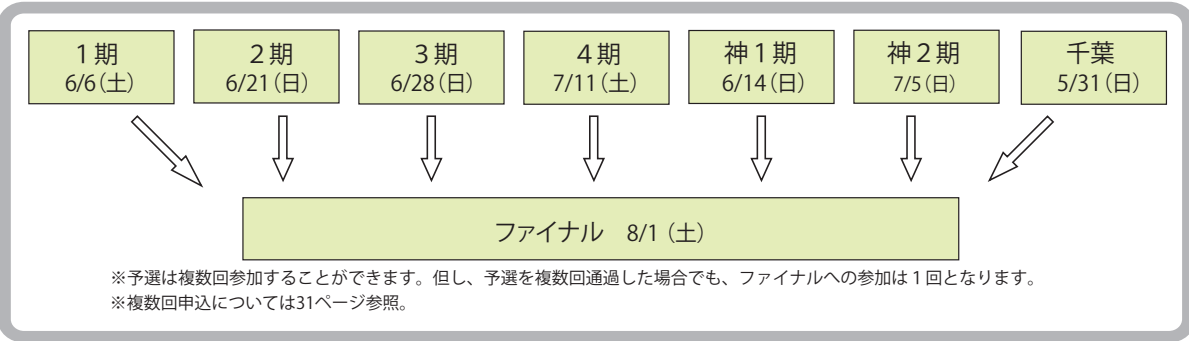 1期
6/6(土)
2期
6/21(日)
3期
6/28(日)
4期
7/11(土)
神1期
6/14(日)
神2期
7/5(日)
千葉
5/31(日)
ファイナル 8/1(土)
※予選は複数回参加することができます。但し、予選を複数回通過した場合でも、ファイナルへの参加は1回となります。
※複数回申込については31ページ参照。